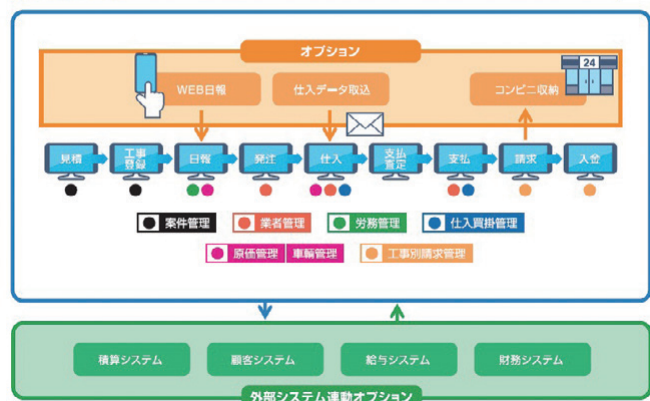 オプション
24
WEB日報
仕入データ取込
コンビニ収納
見積
工事
登録
日報
発注
仕入
支払
査定
支払
請求
入金
案件管理
業者管理
労務管理
仕入買掛管理
原価管理
車輌管理
工事別請求管理
積算システム
顧客システム
給与システム
財務システム
外部システム連動オプション